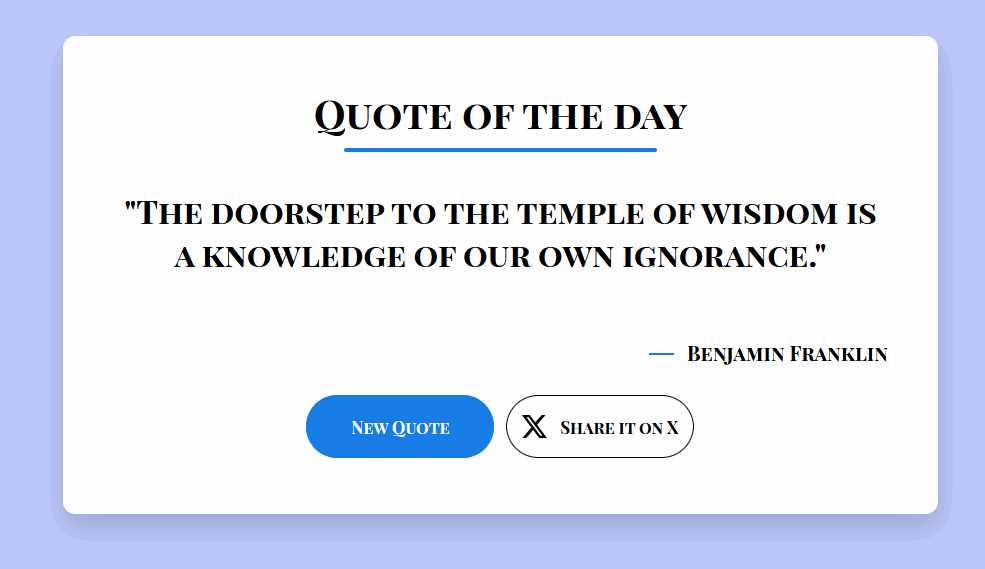 Quote of the day
"The doorstep to the temple of wisdom is
a knowledge of our own ignorance."
— Benjamin Franklin
New Quote
Share it on X